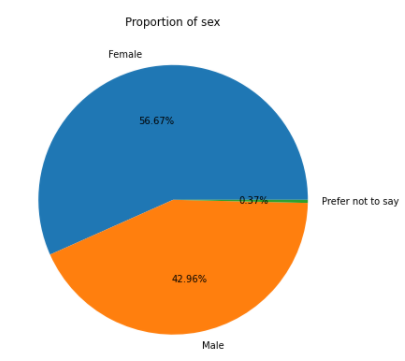 Proportion of sex
Female
56.67%
0.37%
Prefer not to say
42.96%
Male